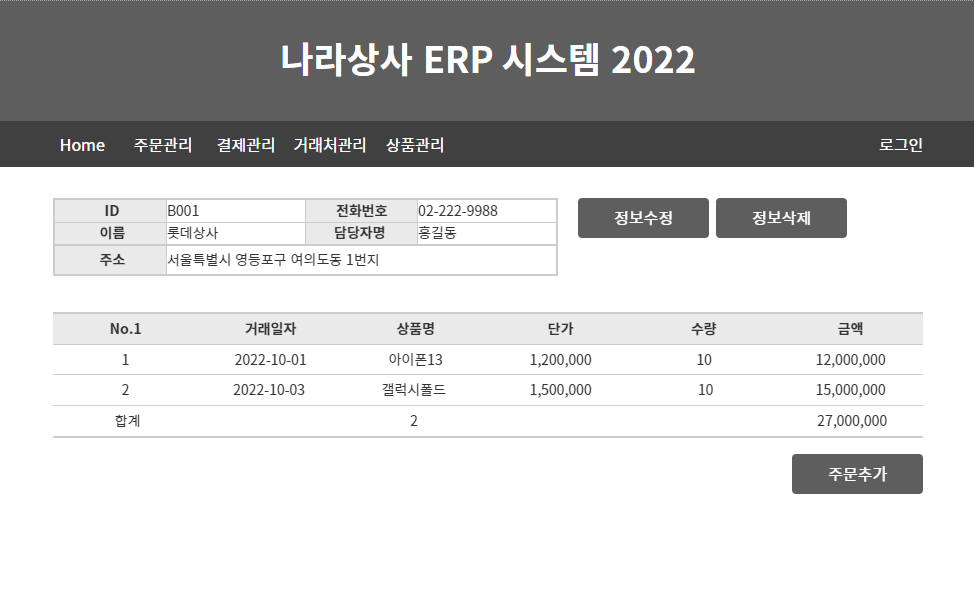 나라상사 ERP 시스템 2022
Home 주문관리 결제관리 거래처관리 상품관리 로그인
ID B001 전화번호 02-222-9988 정보수정 정보삭제
이름 롯데상사 담당자명 홍길동
주소 서울특별시 영등포구 여의도동 1번지
No.1 거래일자 상품명 단가 수량 금액
1 2022-10-01 아이폰13 1,200,000 10 12,000,000
2 2022-10-03 갤럭시폴드 1,500,000 10 15,000,000
합계 2 27,000,000
주문추가